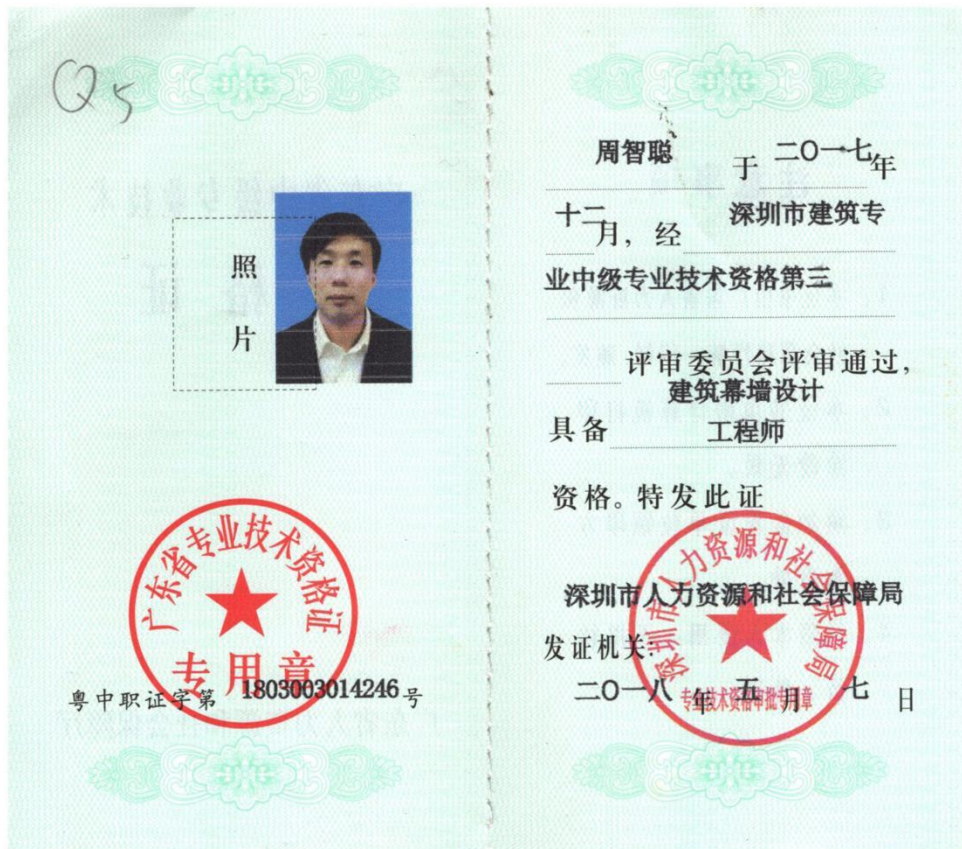 Q5
照
片
广东省专业技术资格证
专用章
粤中职证字第 1803003014246 号
周智聪 于 二〇一七 年
十二 月，经 深圳市建筑专
业中级专业技术资格第三
评审委员会评审通过，
建筑幕墙设计
具备 工程师
资格。特发此证
深圳市人力资源和社会保障局
深圳市人力资源和社会保障局
发证机关：
专业技术资格审批专用章
二〇一八 年 五 月 七 日